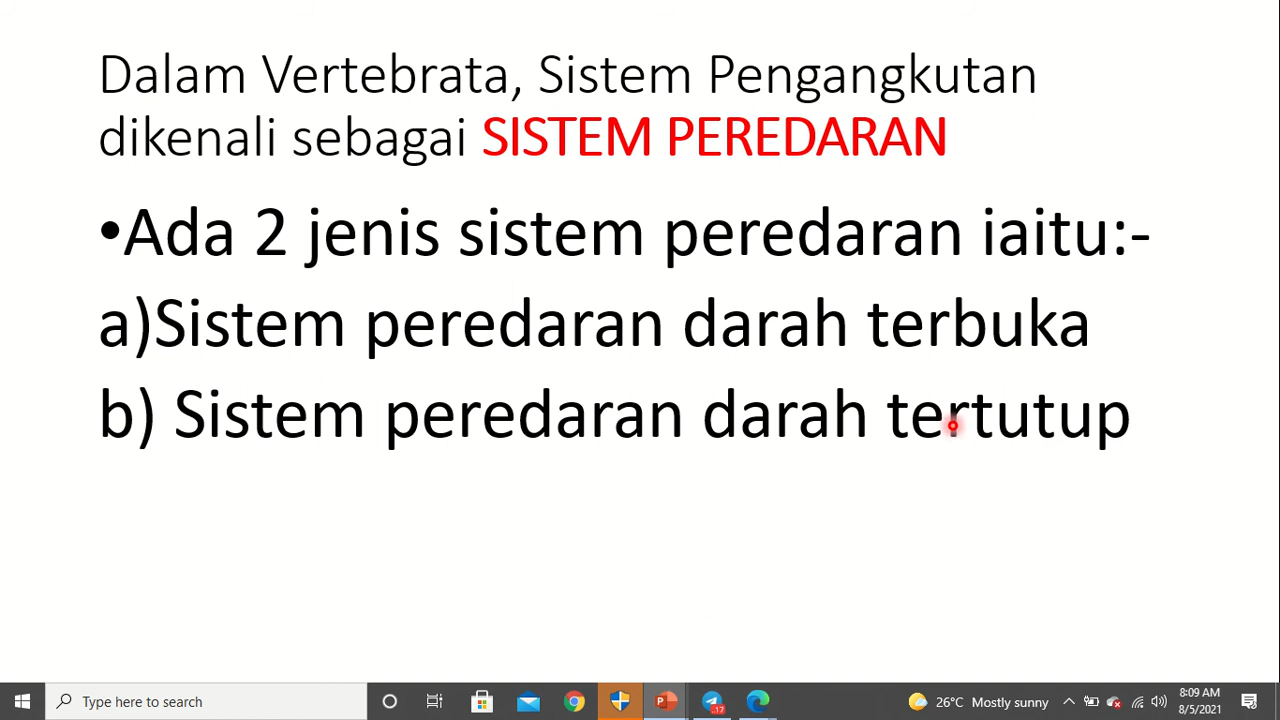 Dalam Vertebrata, Sistem Pengangkutan
dikenali sebagai SISTEM PEREDARAN
•Ada 2 jenis sistem peredaran iaitu:-
a)Sistem peredaran darah terbuka
b) Sistem peredaran darah tertutup
Type here to search
17
26°C Mostly sunny
8:09 AM
8/5/2021